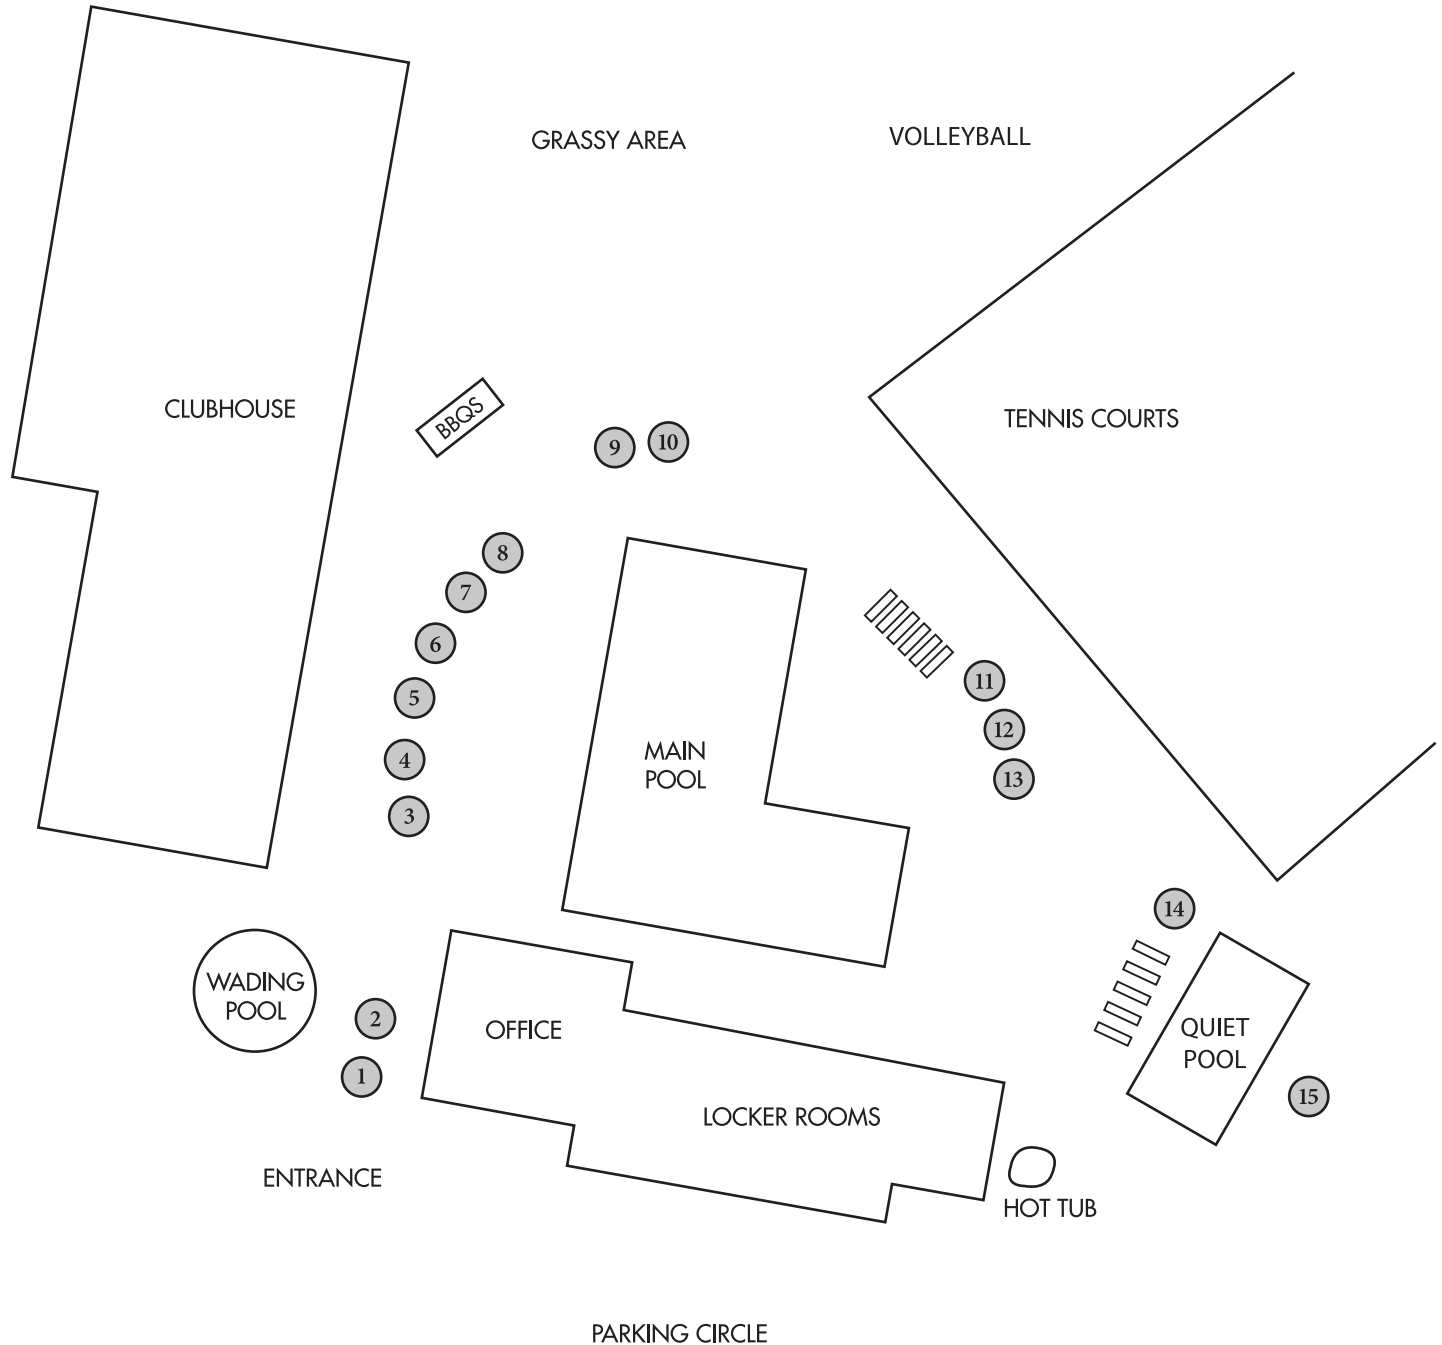 GRASSY AREA
VOLLEYBALL
CLUBHOUSE
BBQS
TENNIS COURTS
9
10
8
7
6
5
4
3
11
12
13
MAIN
POOL
14
WADING
POOL
2
1
OFFICE
QUIET
POOL
15
LOCKER ROOMS
ENTRANCE
HOT TUB
PARKING CIRCLE